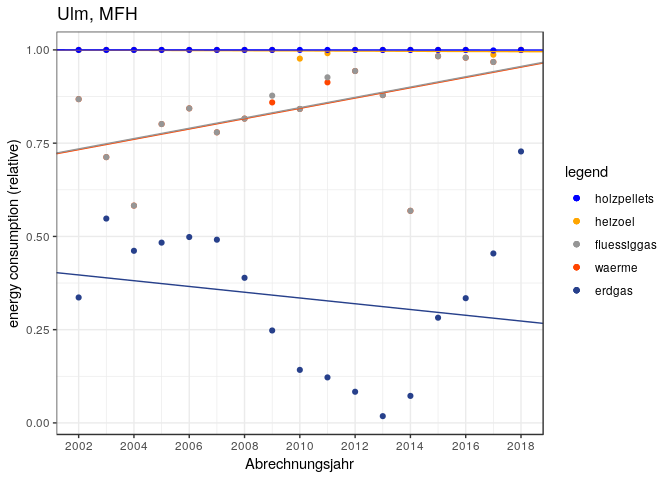 Ulm, MFH
energy consumption (relative)
1.00
0.75
0.50
0.25
0.00
2002 2004 2006 2008 2010 2012 2014 2016 2018
Abrechnungsjahr
legend
holzpellets
heizoel
fluessiggas
waerme
erdgas